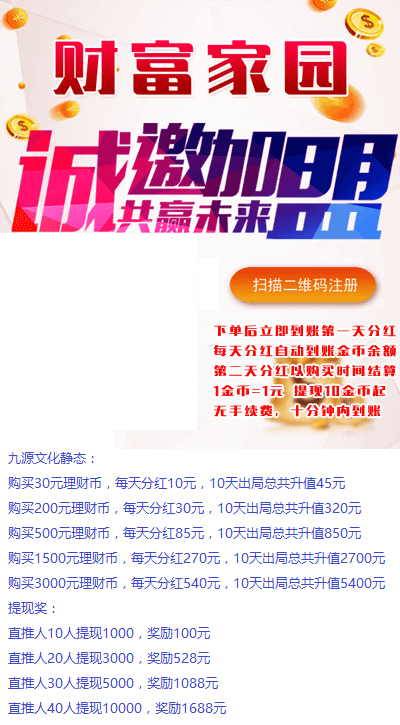 财富家园
诚邀加盟
共赢未来
扫描二维码注册
下单后立即到账第一天分红
每天分红自动到账金币余额
第二天分红以购买时间结算
1金币=1元 提现10金币起
无手续费，十分钟内到账
九源文化静态：
购买30元理财币，每天分红10元，10天出局总共升值45元
购买200元理财币，每天分红30元，10天出局总共升值320元
购买500元理财币，每天分红85元，10天出局总共升值850元
购买1500元理财币，每天分红270元，10天出局总共升值2700元
购买3000元理财币，每天分红540元，10天出局总共升值5400元
提现奖：
直推人10人提现1000，奖励100元
直推人20人提现3000，奖励528元
直推人30人提现5000，奖励1088元
直推人40人提现10000，奖励1688元